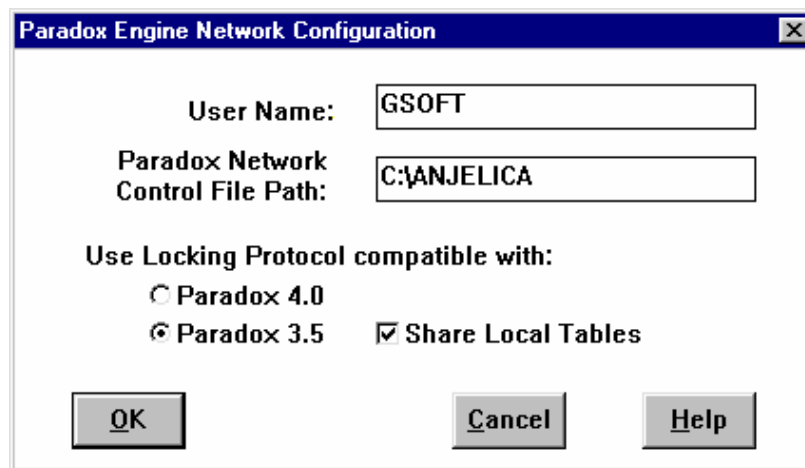 Paradox Engine Network Configuration
User Name: GSOFT
Paradox Network
Control File Path: C:\ANJELICA
Use Locking Protocol compatible with:
Paradox 4.0
Paradox 3.5 Share Local Tables
OK Cancel Help